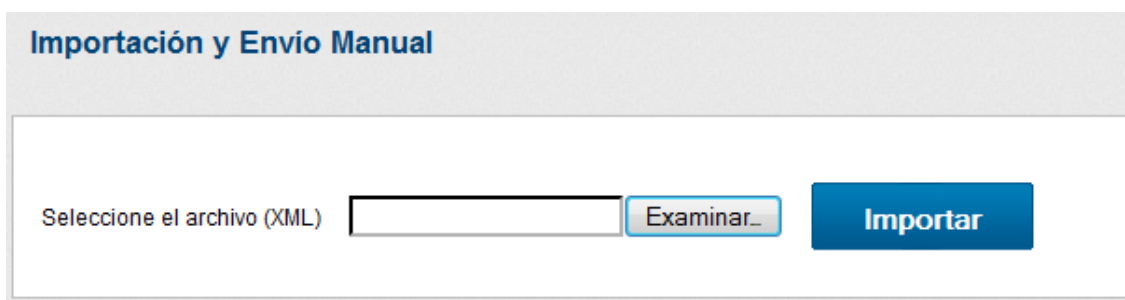 Importación y Envío Manual
Seleccione el archivo (XML) Examinar... Importar